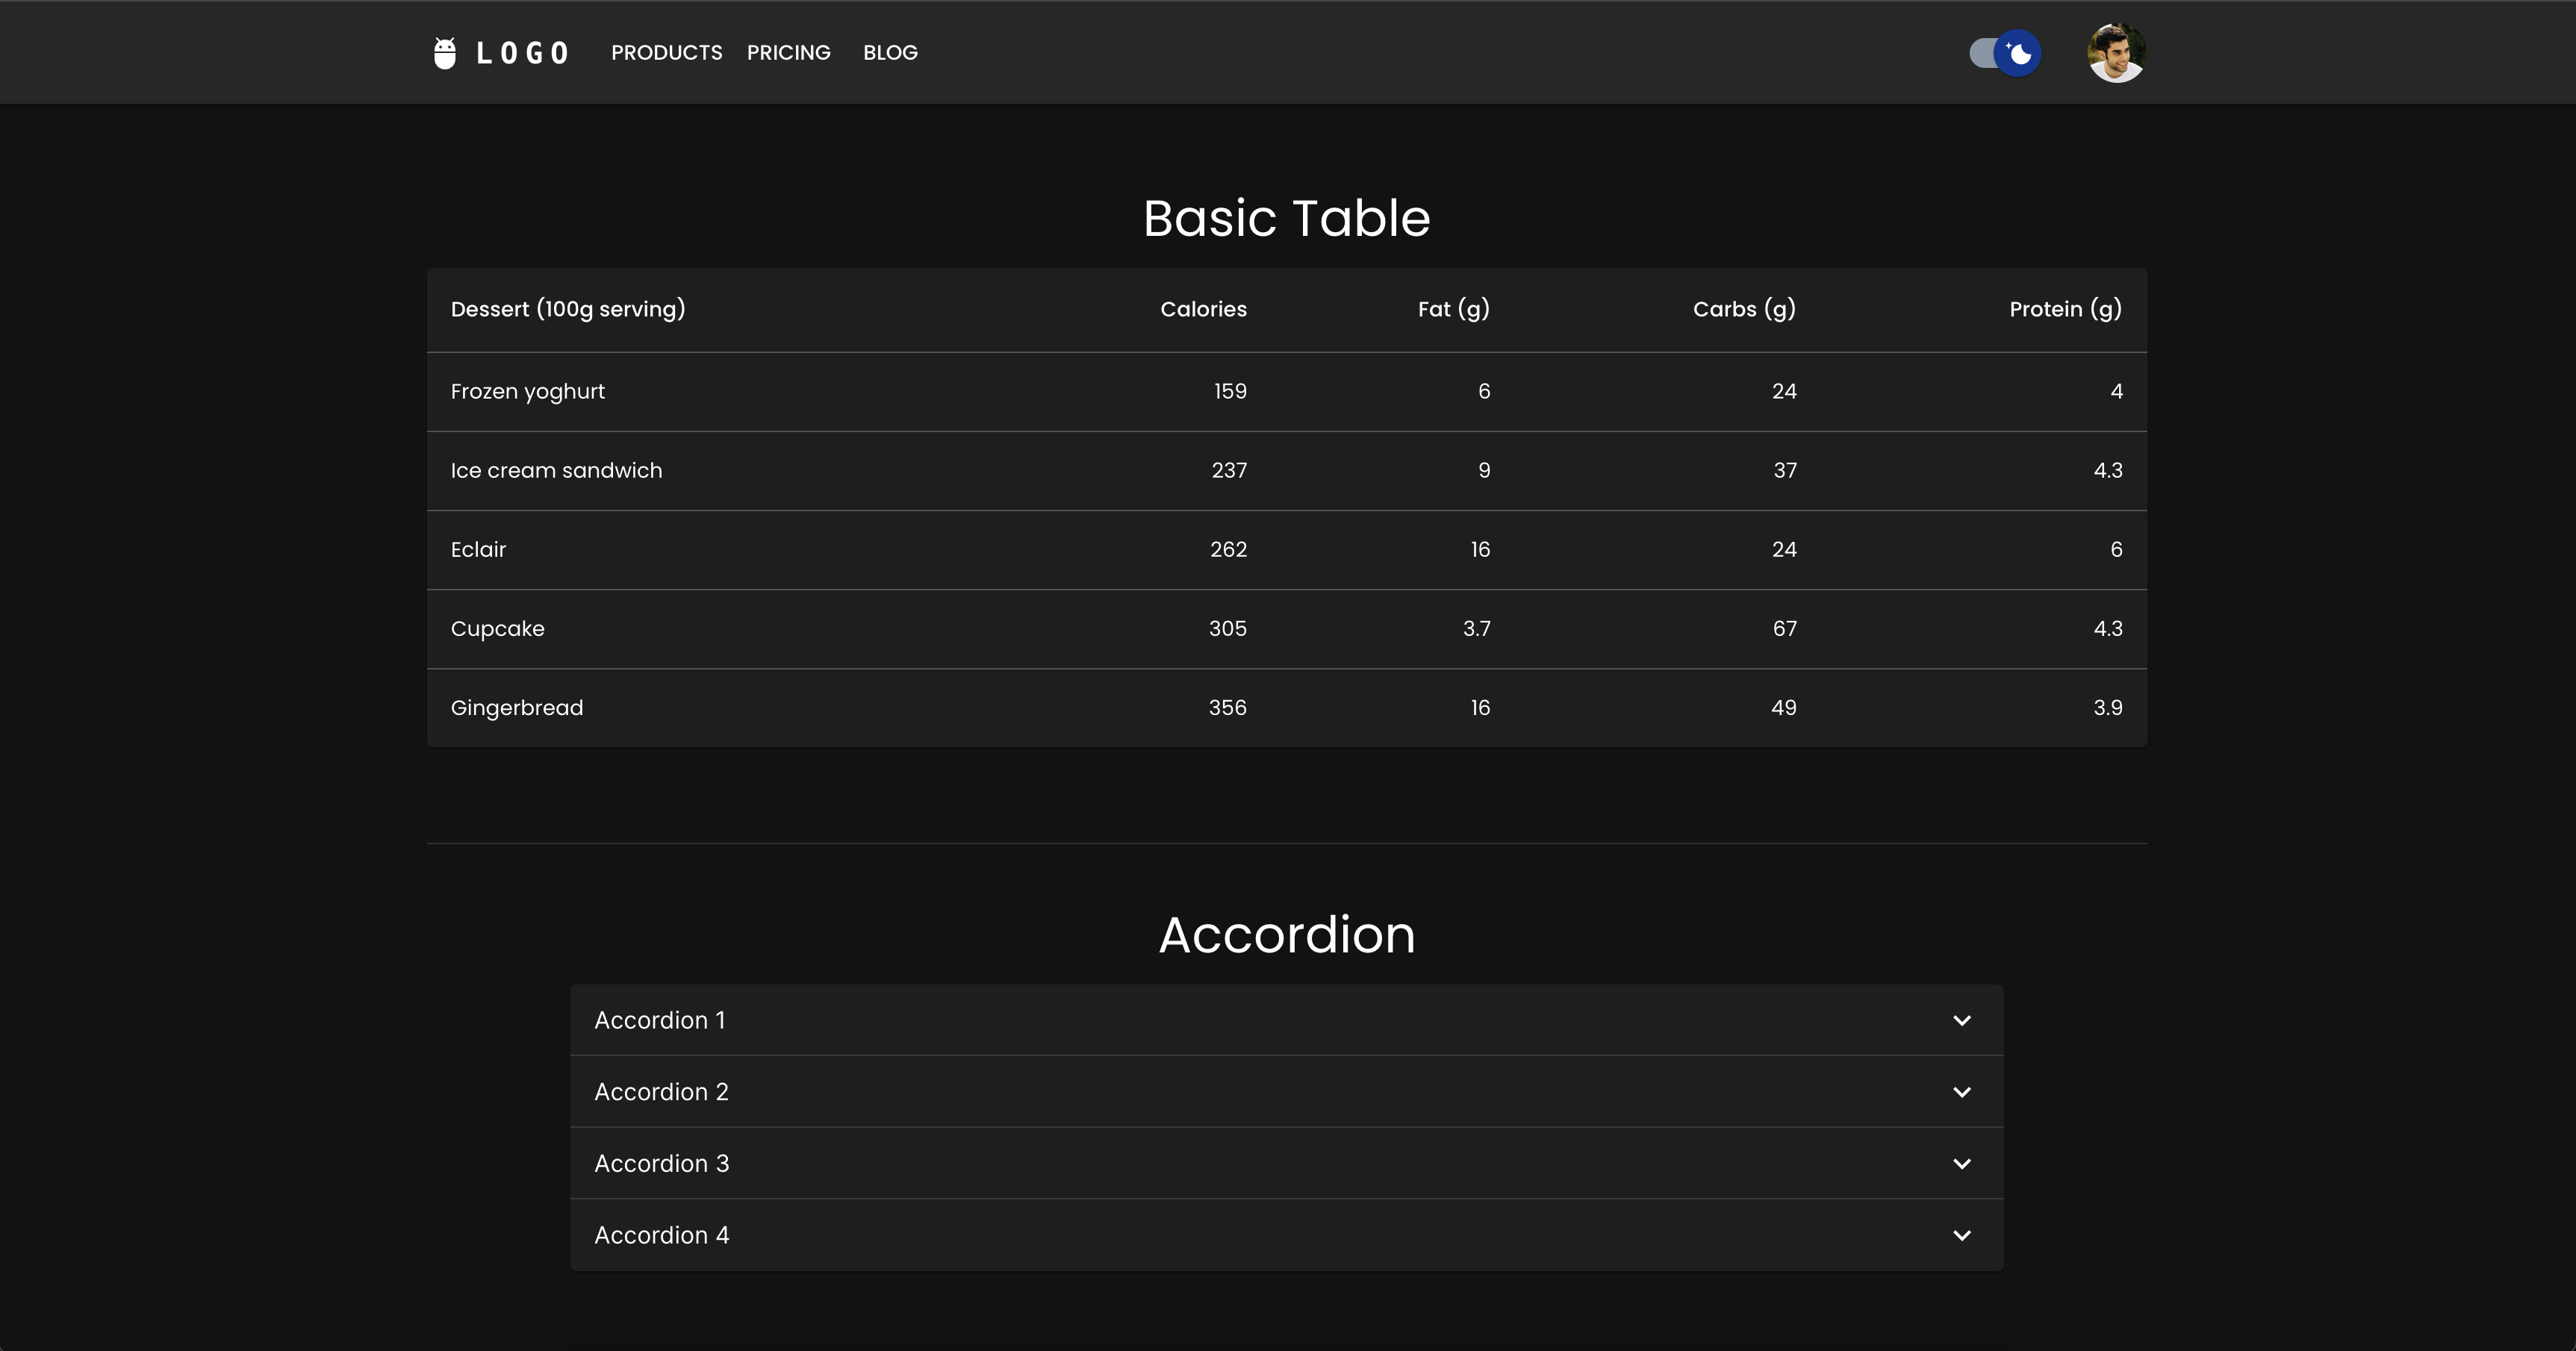 LOGO PRODUCTS PRICING BLOG
Basic Table
Dessert (100g serving) Calories Fat (g) Carbs (g) Protein (g)
Frozen yoghurt 159 6 24 4
Ice cream sandwich 237 9 37 4.3
Eclair 262 16 24 6
Cupcake 305 3.7 67 4.3
Gingerbread 356 16 49 3.9
Accordion
Accordion 1
Accordion 2
Accordion 3
Accordion 4